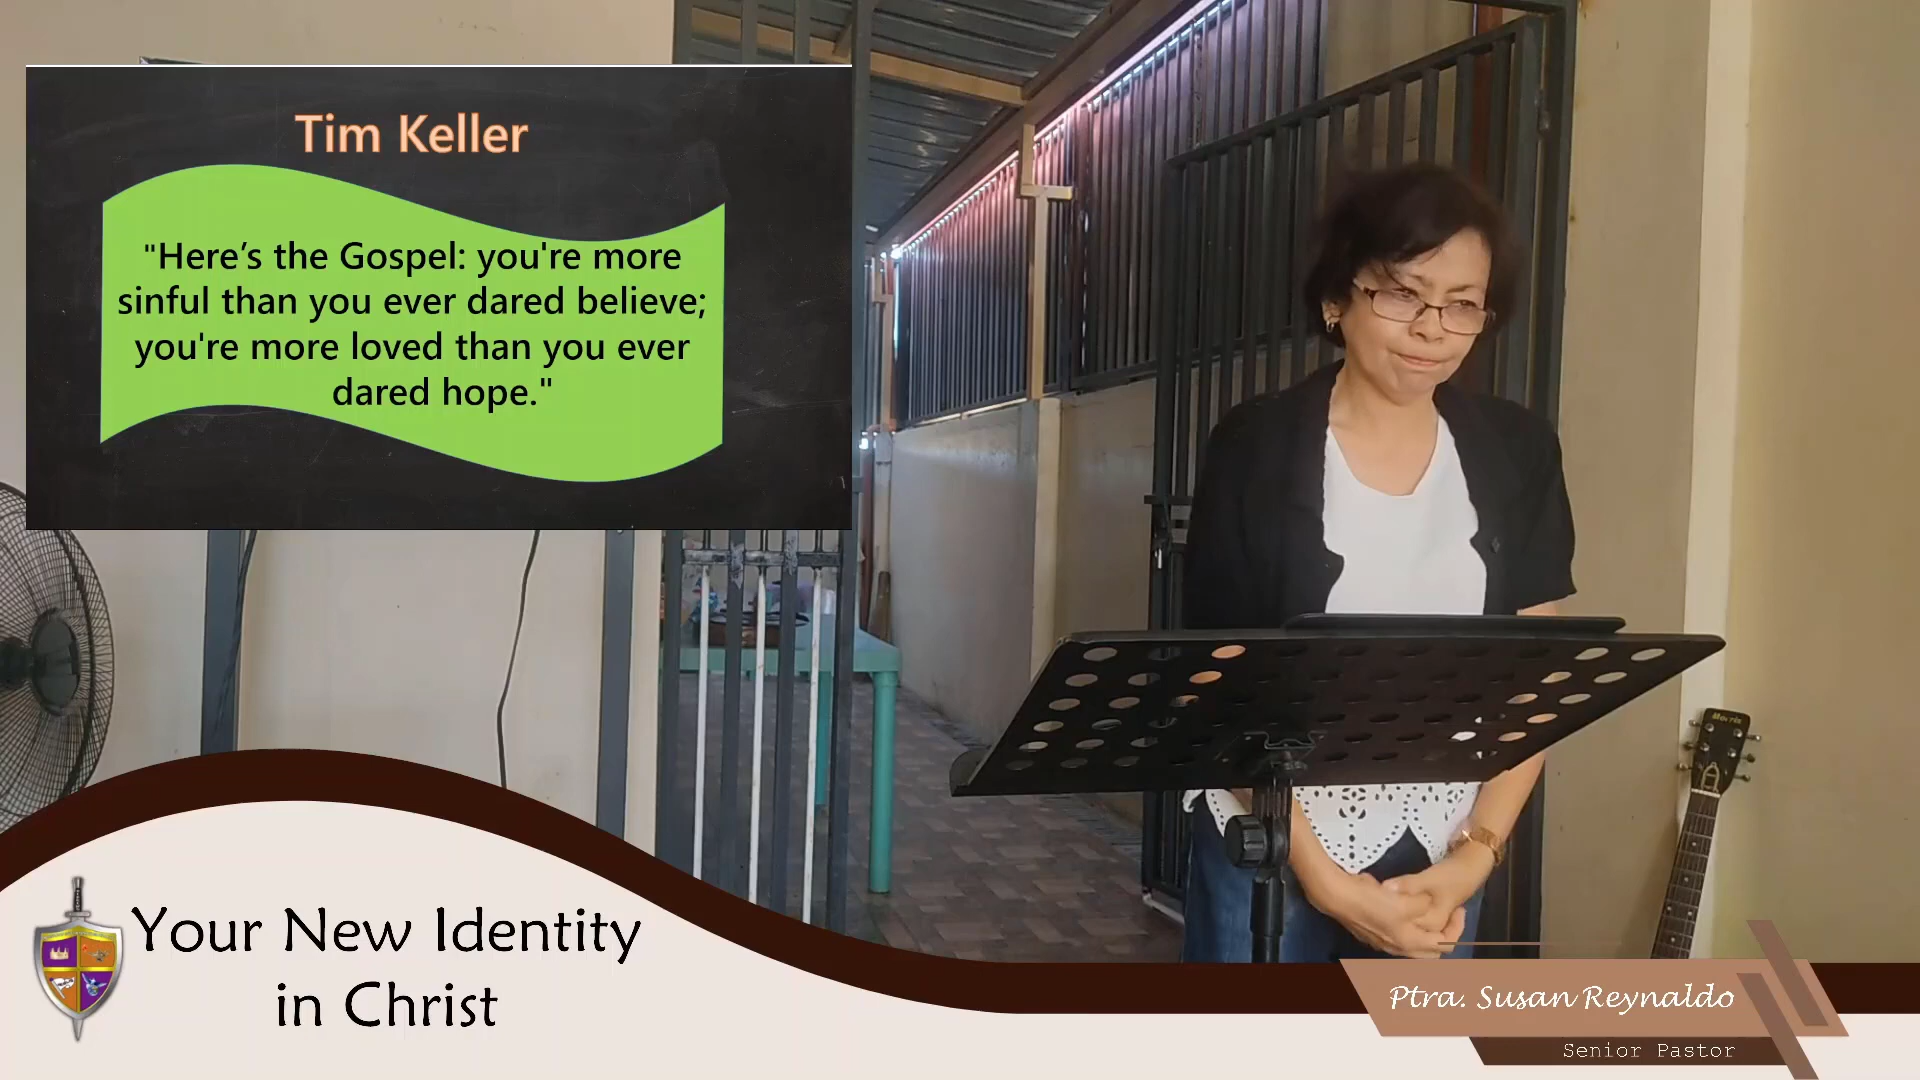 Tim Keller
"Here’s the Gospel: you're more
sinful than you ever dared believe;
you're more loved than you ever
dared hope."
Your New Identity
in Christ
Morris
Ptra. Susan Reynaldo
Senior Pastor